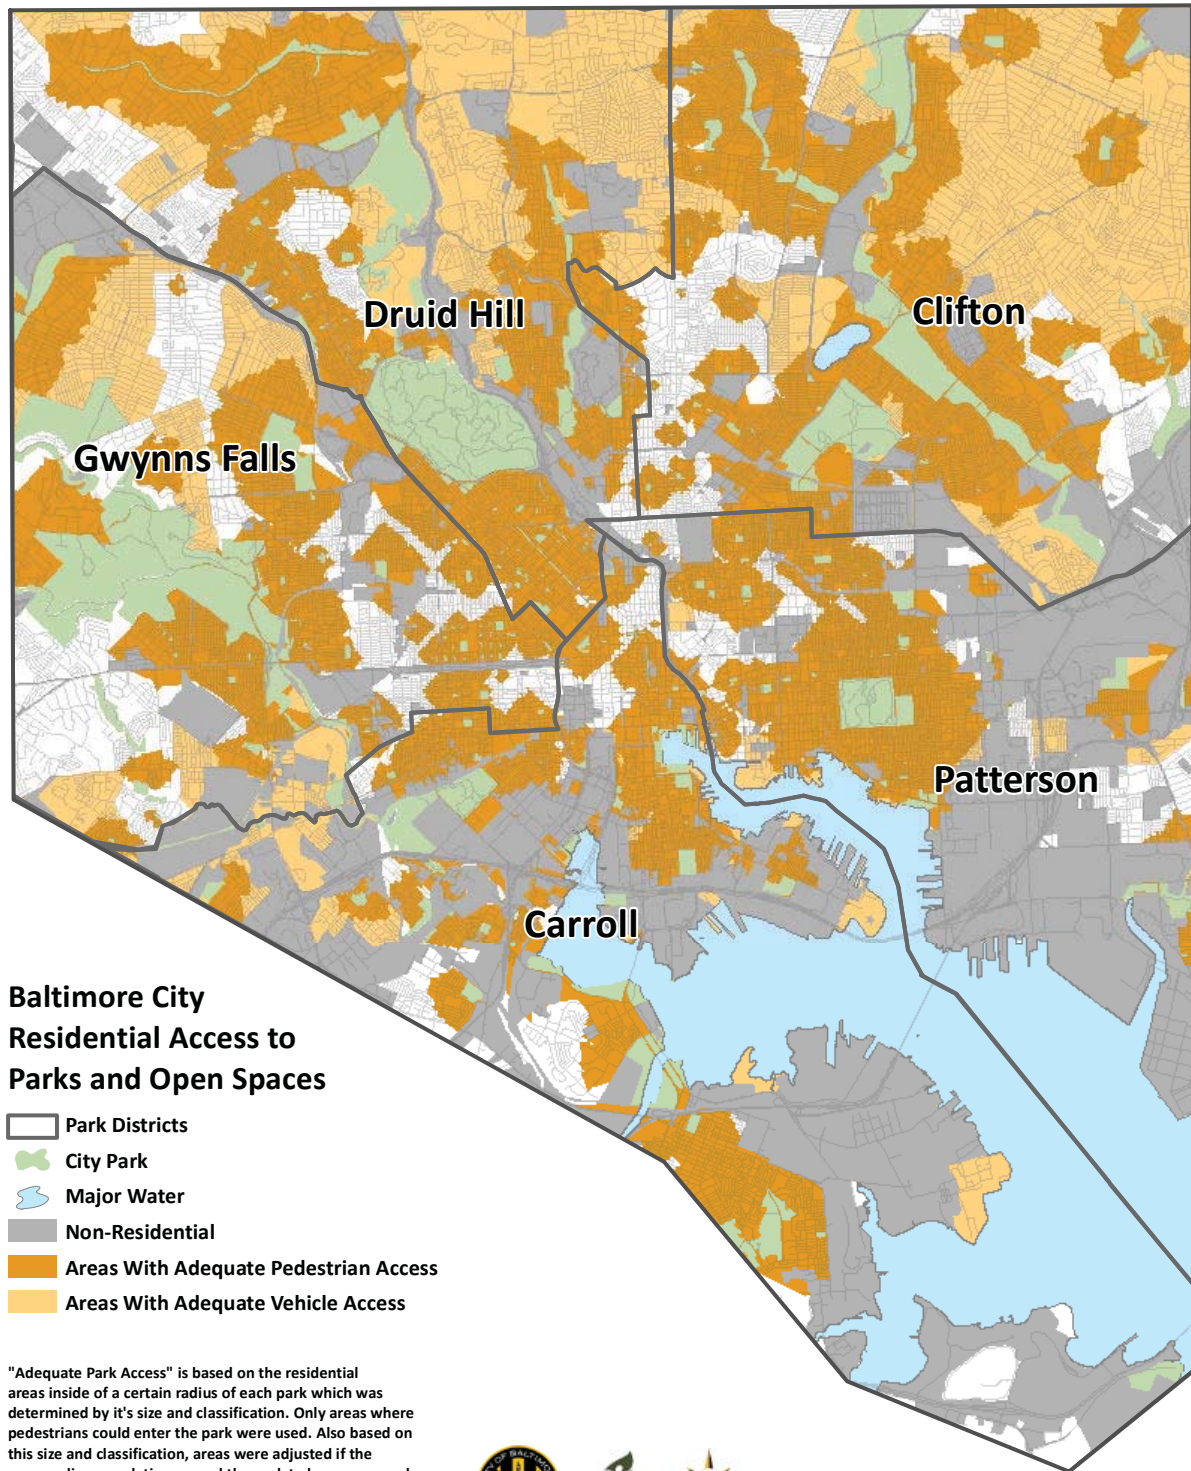 Druid Hill
Clifton
Gwynns Falls
Patterson
Carroll
Baltimore City
Residential Access to
Parks and Open Spaces
Park Districts
City Park
Major Water
Non-Residential
Areas With Adequate Pedestrian Access
Areas With Adequate Vehicle Access
"Adequate Park Access" is based on the residential
areas inside of a certain radius of each park which was
determined by it's size and classification. Only areas where
pedestrians could enter the park were used. Also based on
this size and classification, areas were adjusted if the